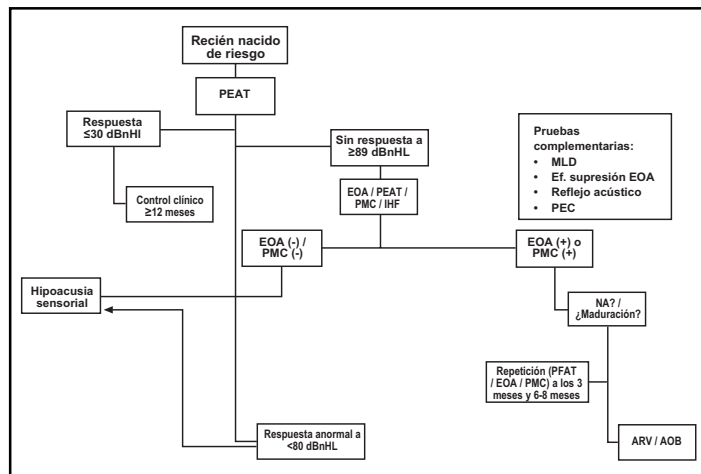 Recién nacido
de riesgo
PEAT
Respuesta
≤30 dBnHI
Sin respuesta a
≥89 dBnHL
Pruebas
complementarias:
• MLD
• Ef. supresión EOA
• Reflejo acústico
• PEC
Control clínico
≥12 meses
EOA / PEAT /
PMC / IHF
EOA (-) /
PMC (-)
EOA (+) o
PMC (+)
Hipoacusia
sensorial
NA? /
¿Maduración?
Repetición (PFAT
/ EOA / PMC) a los 3
meses y 6-8 meses
Respuesta anormal a
<80 dBnHL
ARV / AOB